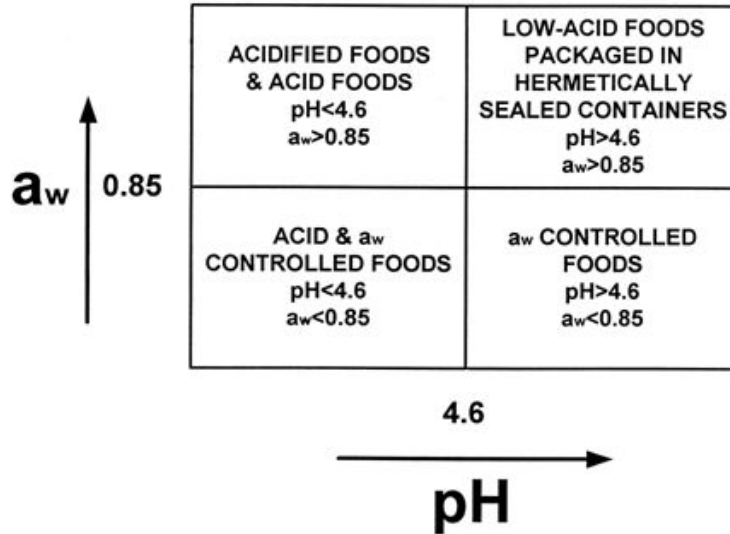 ACIDIFIED FOODS
& ACID FOODS
pH<4.6
aw>0.85
LOW-ACID FOODS
PACKAGED IN
HERMETICALLY
SEALED CONTAINERS
pH>4.6
aw>0.85
aw
0.85
ACID & aw
CONTROLLED FOODS
pH<4.6
aw<0.85
aw CONTROLLED
FOODS
pH>4.6
aw<0.85
4.6
pH